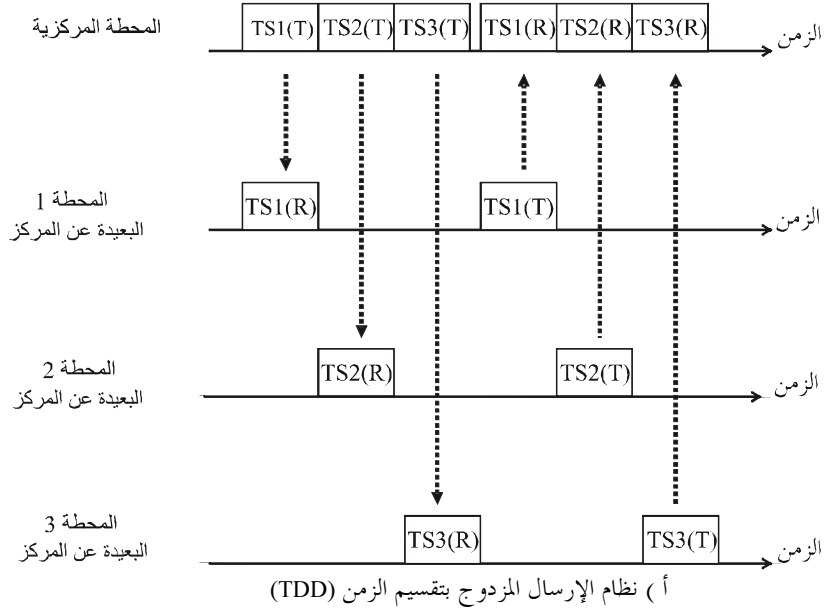 المحطة المركزية
TS1(T) TS2(T) TS3(T) TS1(R) TS2(R) TS3(R)
الزمن
المحطة 1
البعيدة عن المركز
TS1(R) TS1(T)
الزمن
المحطة 2
البعيدة عن المركز
TS2(R) TS2(T)
الزمن
المحطة 3
البعيدة عن المركز
TS3(R) TS3(T)
الزمن
أ ) نظام الإرسال المزدوج بتقسيم الزمن (TDD)